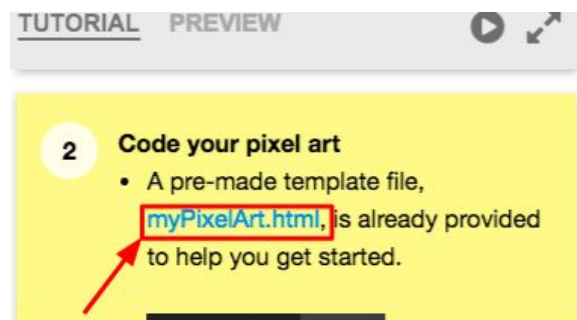 TUTORIAL PREVIEW
2 Code your pixel art
• A pre-made template file,
myPixelArt.html, is already provided
to help you get started.